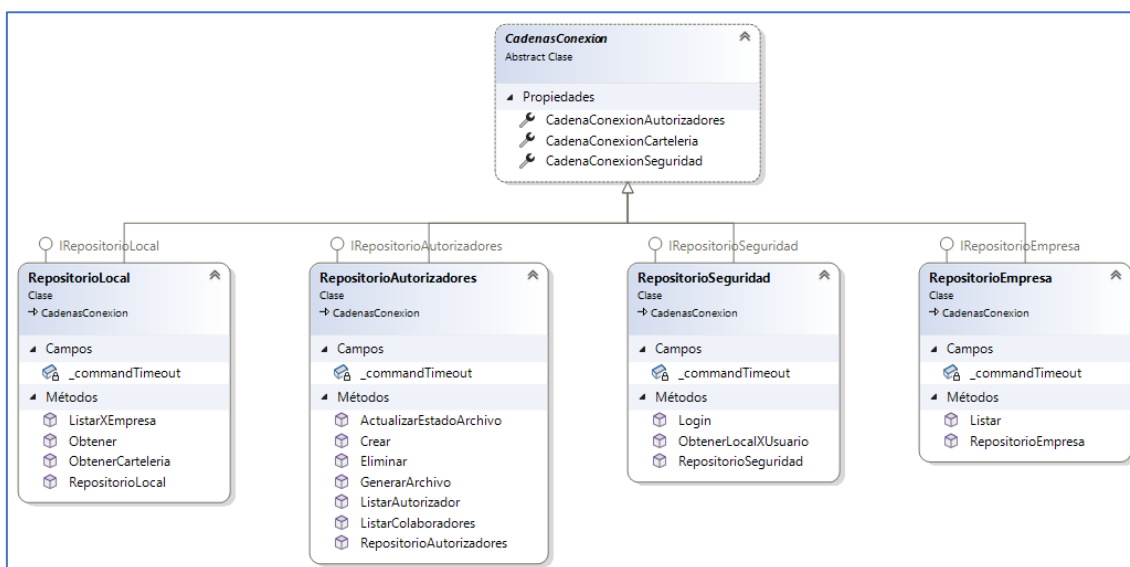 CadenasConexion
Abstract Clase
Propiedades
CadenaConexionAutorizadores
CadenaConexionCarteleria
CadenaConexionSeguridad
IRepositorioLocal
RepositorioLocal
Clase
CadenasConexion
Campos
_commandTimeout
Métodos
ListarXEmpresa
Obtener
ObtenerCarteleria
RepositorioLocal
IRepositorioAutorizadores
RepositorioAutorizadores
Clase
CadenasConexion
Campos
_commandTimeout
Métodos
ActualizarEstadoArchivo
Crear
Eliminar
GenerarArchivo
ListarAutorizador
ListarColaboradores
RepositorioAutorizadores
IRepositorioSeguridad
RepositorioSeguridad
Clase
CadenasConexion
Campos
_commandTimeout
Métodos
Login
ObtenerLocalXUsuario
RepositorioSeguridad
IRepositorioEmpresa
RepositorioEmpresa
Clase
CadenasConexion
Campos
_commandTimeout
Métodos
Listar
RepositorioEmpresa